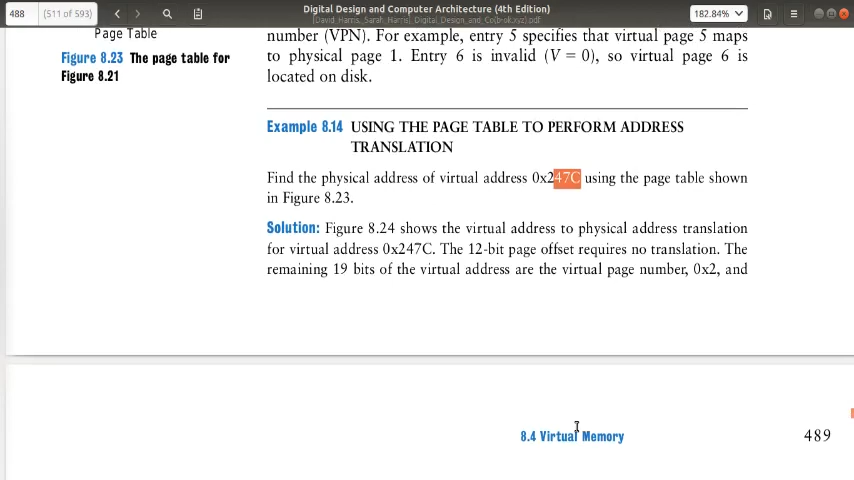 488
(511 of 593)
Digital Design and Computer Architecture (4th Edition)
[David_Harris,_Sarah_Harris]_Digital_Design_and_Co(b-ok.xyz).pdf
182.84%
Page Table
Figure 8.23 The page table for
Figure 8.21
number (VPN). For example, entry 5 specifies that virtual page 5 maps
to physical page 1. Entry 6 is invalid (V = 0), so virtual page 6 is
located on disk.
Example 8.14 USING THE PAGE TABLE TO PERFORM ADDRESS
TRANSLATION
Find the physical address of virtual address 0x247C using the page table shown
in Figure 8.23.
Solution: Figure 8.24 shows the virtual address to physical address translation
for virtual address 0x247C. The 12-bit page offset requires no translation. The
remaining 19 bits of the virtual address are the virtual page number, 0x2, and
8.4 Virtual Memory
489